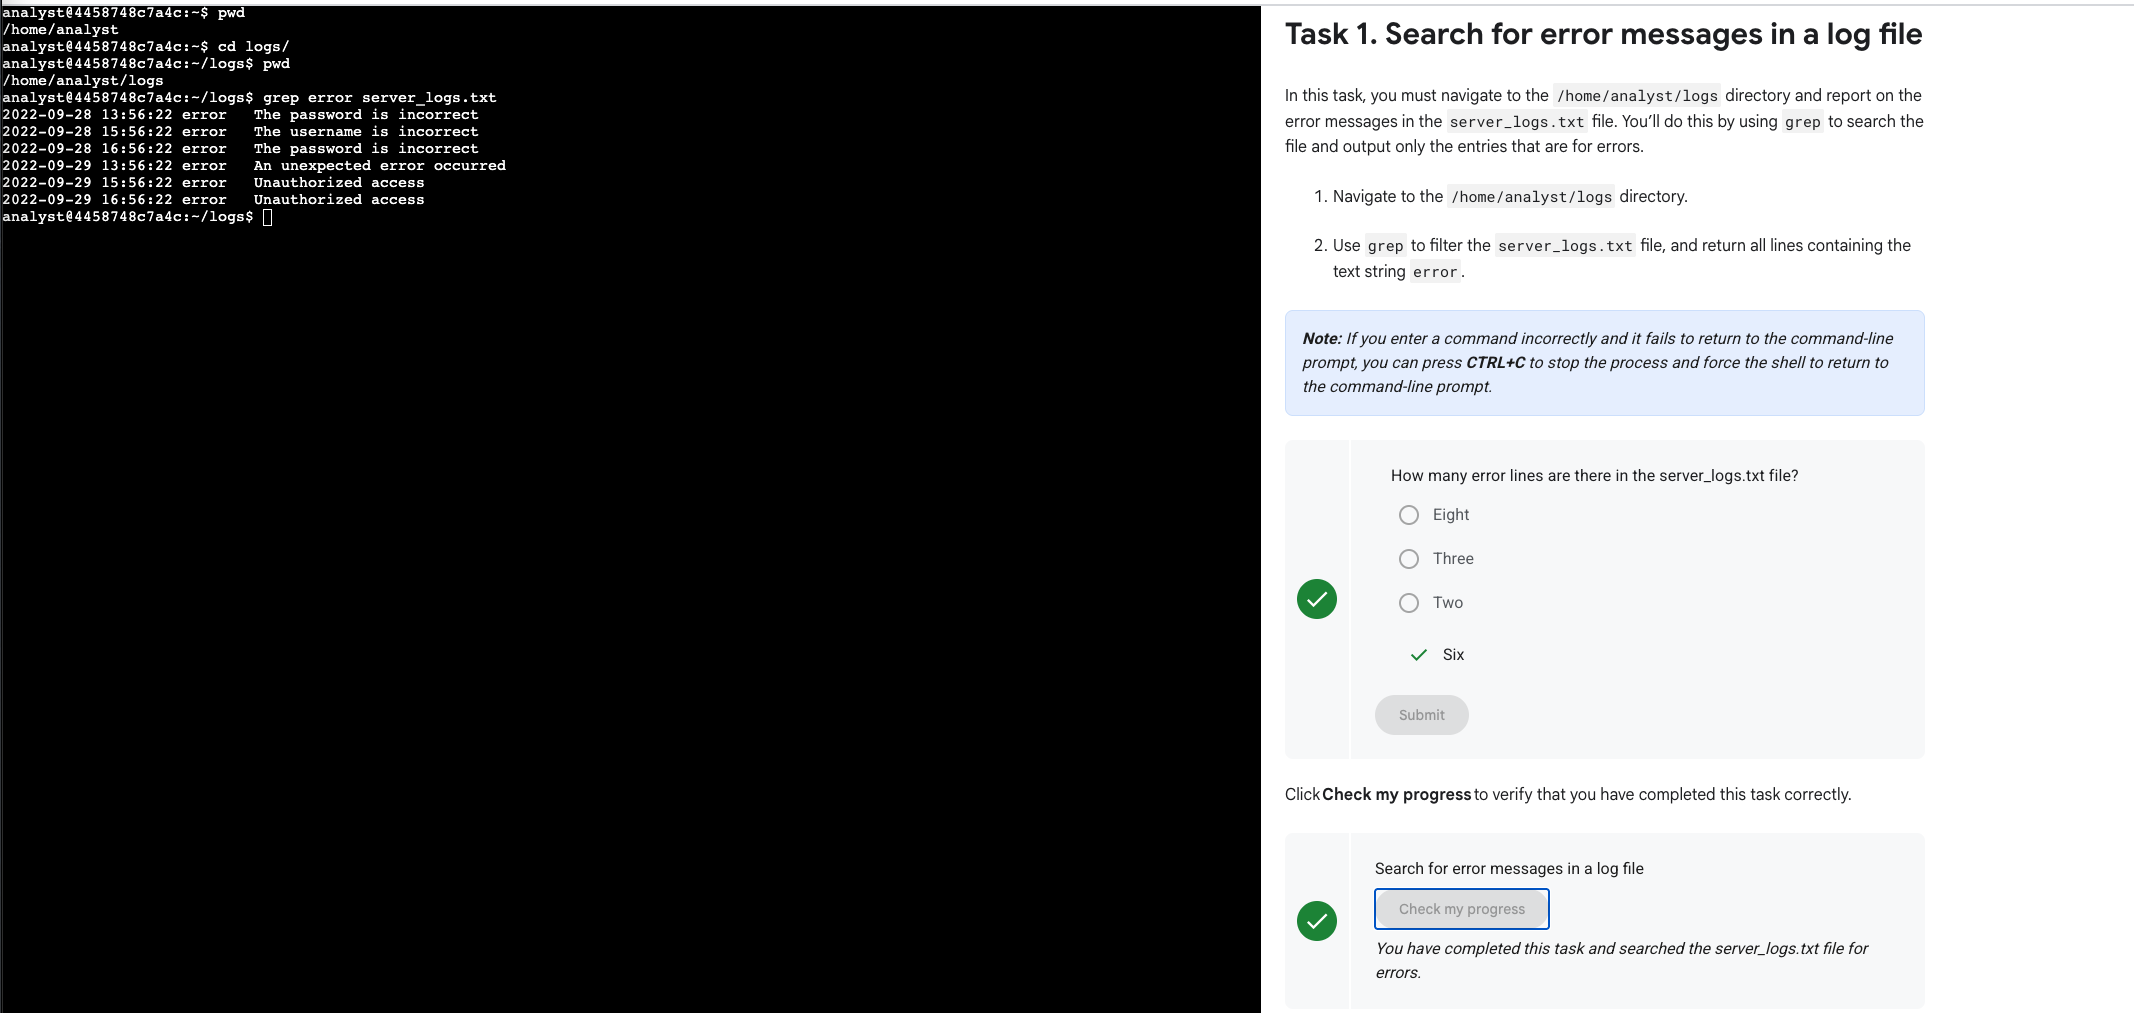 analyst@4458748c7a4c:~$ pwd
/home/analyst
analyst@4458748c7a4c:~$ cd logs/
analyst@4458748c7a4c:~/logs$ pwd
/home/analyst/logs
analyst@4458748c7a4c:~/logs$ grep error server_logs.txt
2022-09-28 13:56:22 error   The password is incorrect
2022-09-28 15:56:22 error   The username is incorrect
2022-09-28 16:56:22 error   The password is incorrect
2022-09-29 13:56:22 error   An unexpected error occurred
2022-09-29 15:56:22 error   Unauthorized access
2022-09-29 16:56:22 error   Unauthorized access
analyst@4458748c7a4c:~/logs$
Task 1. Search for error messages in a log file
In this task, you must navigate to the /home/analyst/logs directory and report on the
error messages in the server_logs.txt file. You’ll do this by using grep to search the
file and output only the entries that are for errors.
1. Navigate to the /home/analyst/logs directory.
2. Use grep to filter the server_logs.txt file, and return all lines containing the
text string error.
Note: If you enter a command incorrectly and it fails to return to the command-line
prompt, you can press CTRL+C to stop the process and force the shell to return to
the command-line prompt.
How many error lines are there in the server_logs.txt file?
Eight
Three
Two
Six
Submit
Click Check my progress to verify that you have completed this task correctly.
Search for error messages in a log file
Check my progress
You have completed this task and searched the server_logs.txt file for
errors.